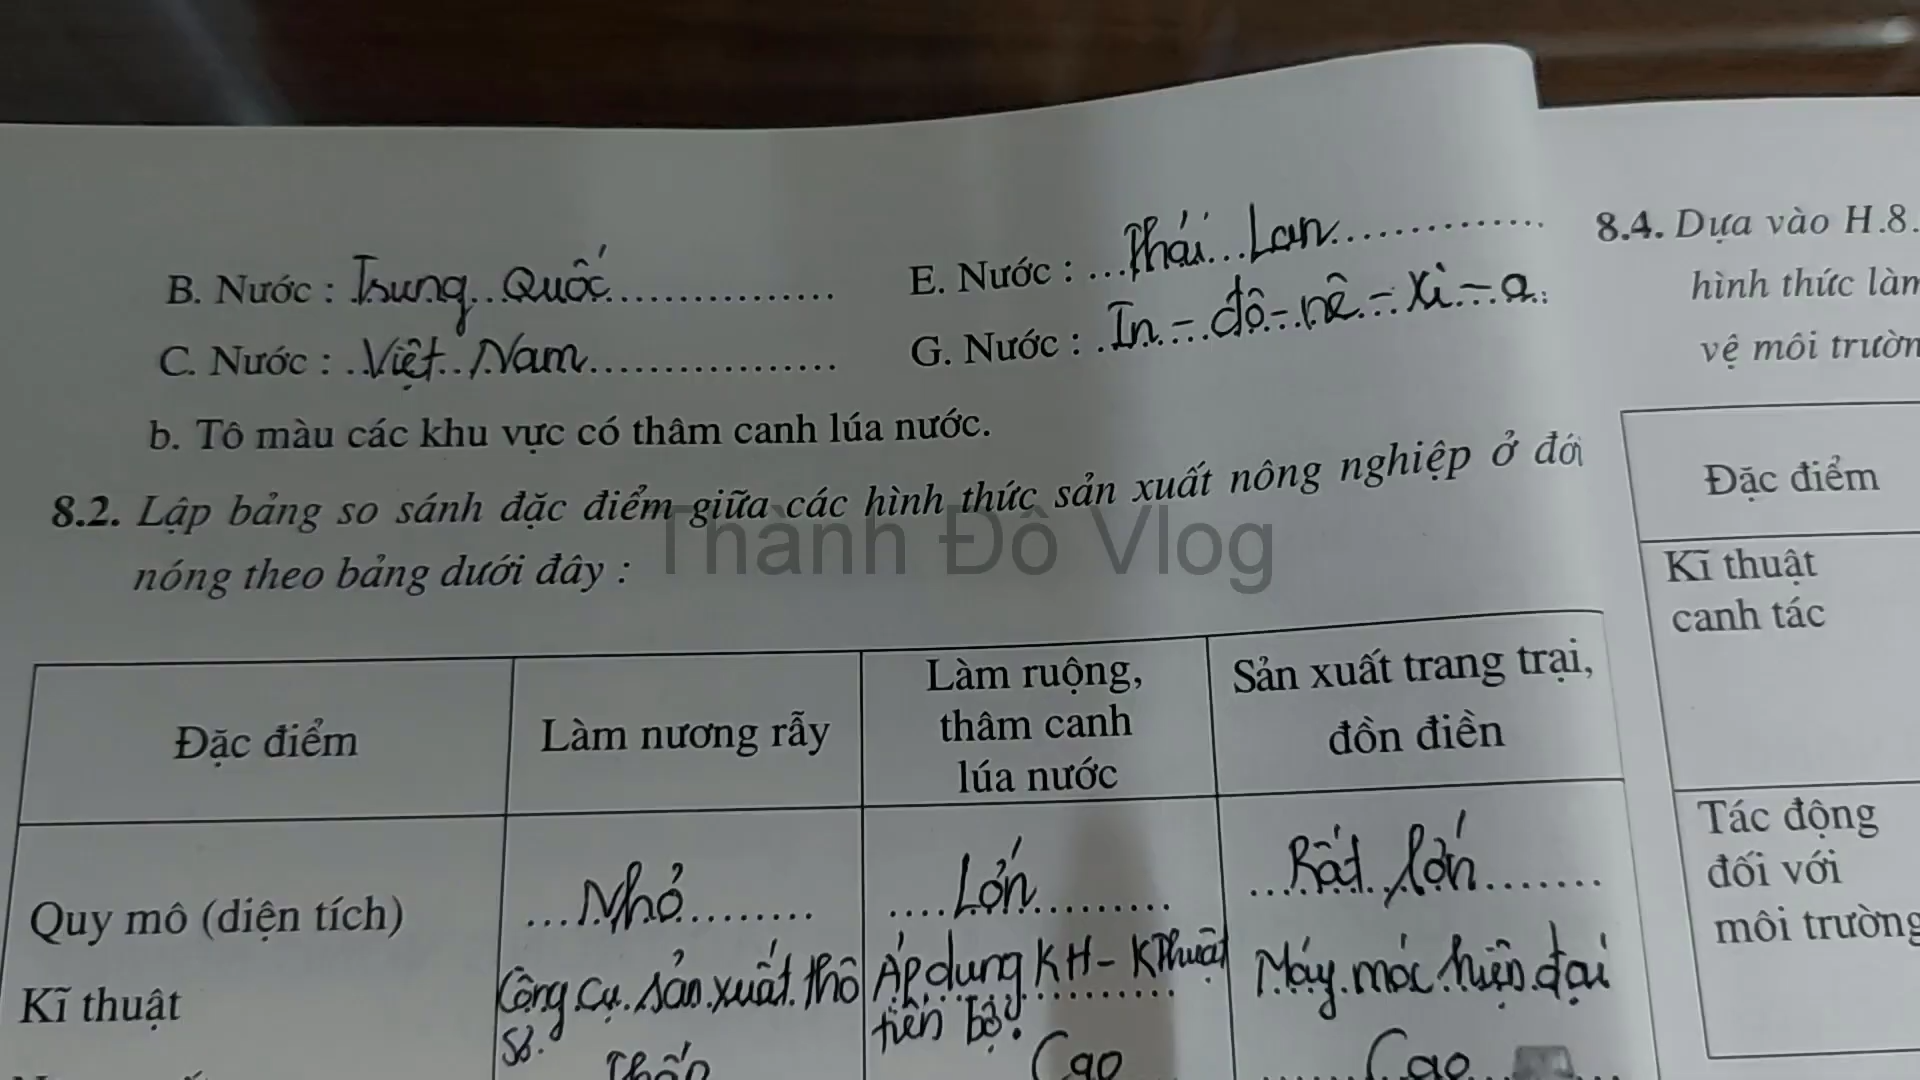 B. Nước : Trung Quốc
C. Nước : Việt Nam
E. Nước : Thái Lan
G. Nước : In - đô - nê - xi - a
b. Tô màu các khu vực có thâm canh lúa nước.
8.2. Lập bảng so sánh đặc điểm giữa các hình thức sản xuất nông nghiệp ở đới
nóng theo bảng dưới đây :
Thành Đô Vlog
Đặc điểm
Làm nương rẫy
Làm ruộng,
thâm canh
lúa nước
Sản xuất trang trại,
đồn điền
Quy mô (diện tích)
Nhỏ
Lớn
Rất lớn
Kĩ thuật
Công cụ sản xuất thô
sơ.
Áp dụng KH - KThuật
tiến bộ.
Máy móc hiện đại
Thấp
Cao
Cao
8.4. Dựa vào H.8.
hình thức làm
vệ môi trườn
Đặc điểm
Kĩ thuật
canh tác
Tác động
đối với
môi trường